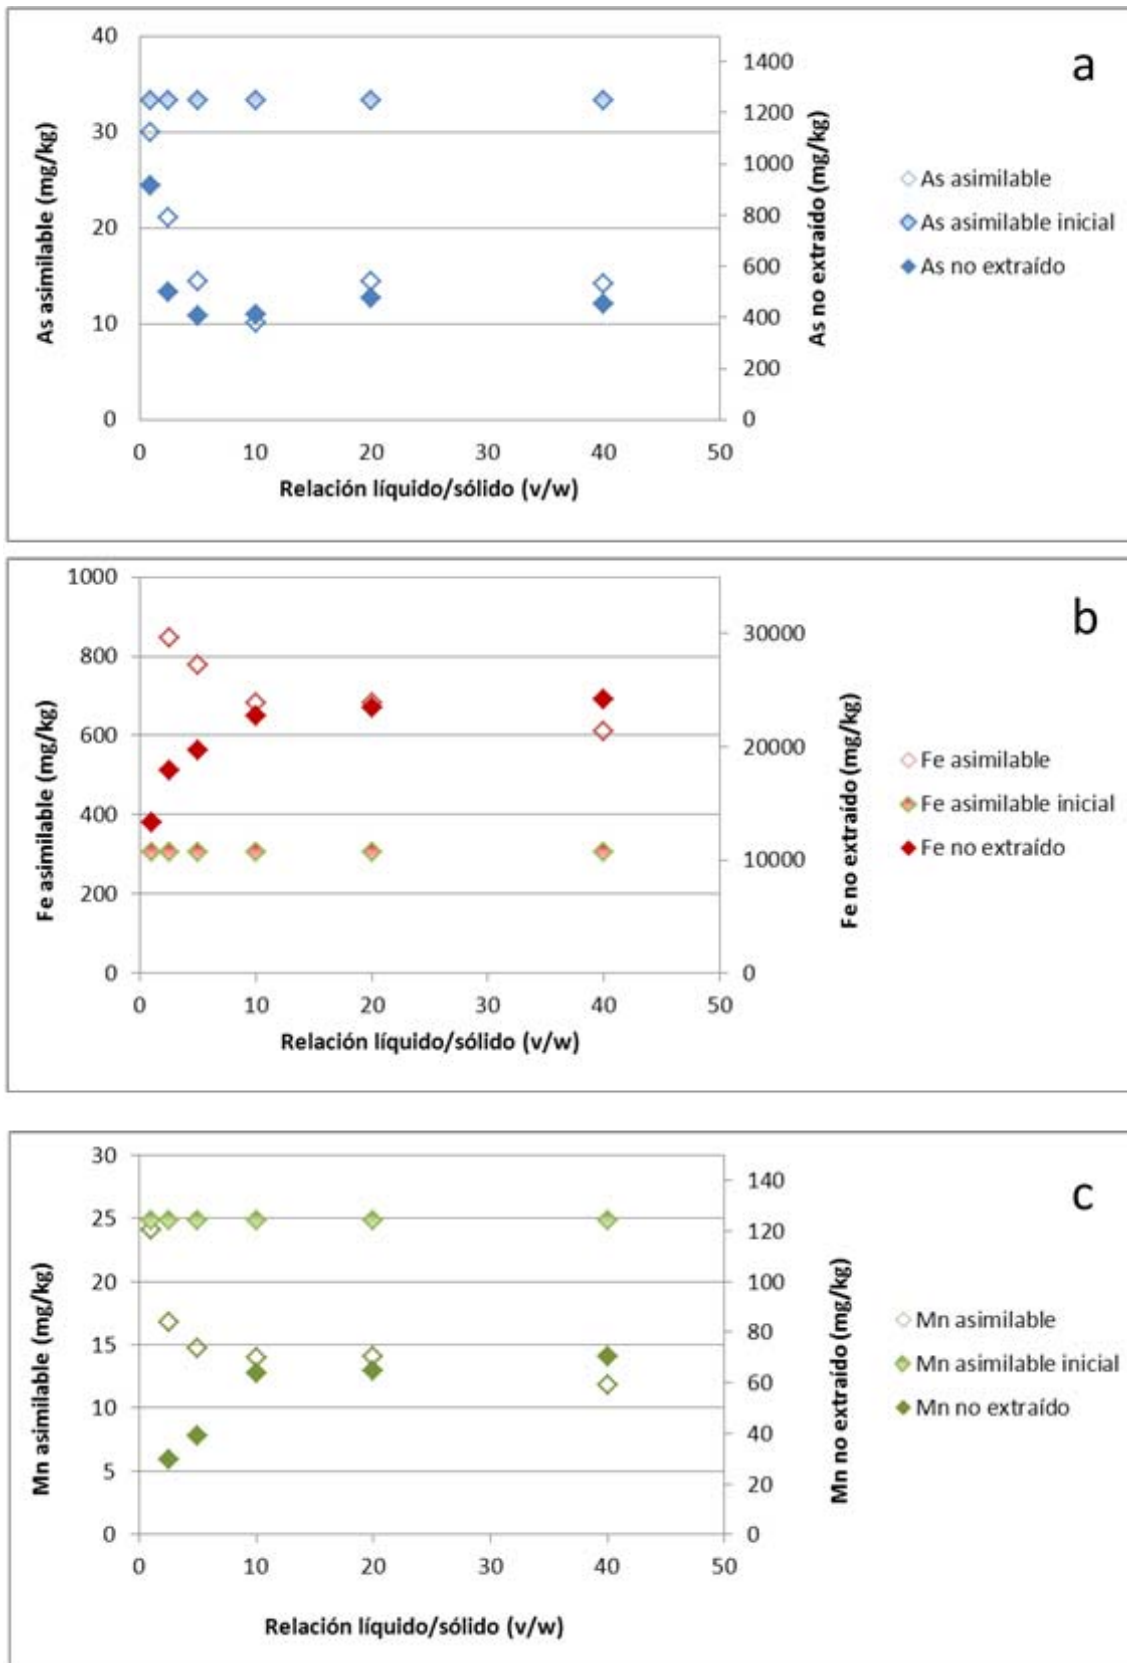 a
40
30
20
10
0
As asimilable (mg/kg)
1400
1200
1000
800
600
400
200
0
As no extraído (mg/kg)
0 10 20 30 40 50
Relación líquido/sólido (v/w)
As asimilable
As asimilable inicial
As no extraído
b
1000
800
600
400
200
0
Fe asimilable (mg/kg)
30000
20000
10000
0
Fe no extraído (mg/kg)
0 10 20 30 40 50
Relación líquido/sólido (v/w)
Fe asimilable
Fe asimilable inicial
Fe no extraído
c
30
25
20
15
10
5
0
Mn asimilable (mg/kg)
140
120
100
80
60
40
20
0
Mn no extraído (mg/kg)
0 10 20 30 40 50
Relación líquido/sólido (v/w)
Mn asimilable
Mn asimilable inicial
Mn no extraído